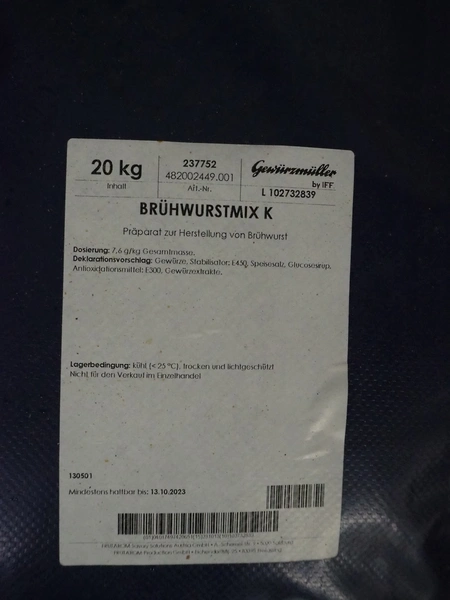 20 kg
Inhalt
237752
482002449.001
Art.-Nr.
Gewürzmüller
by IFF
L 102732839
BRÜHWURSTMIX K
Präparat zur Herstellung von Brühwurst
Dosierung: 7,6 g/kg Gesamtmasse.
Deklarationsvorschlag: Gewürze, Stabilisator: E450, Speisesalz, Glucosesirup,
Antioxidationsmittel: E300, Gewürzextrakte.
Lagerbedingung: kühl (< 25 °C), trocken und lichtgeschützt
Nicht für den Verkauf im Einzelhandel
130501
Mindestens haltbar bis: 13.10.2023